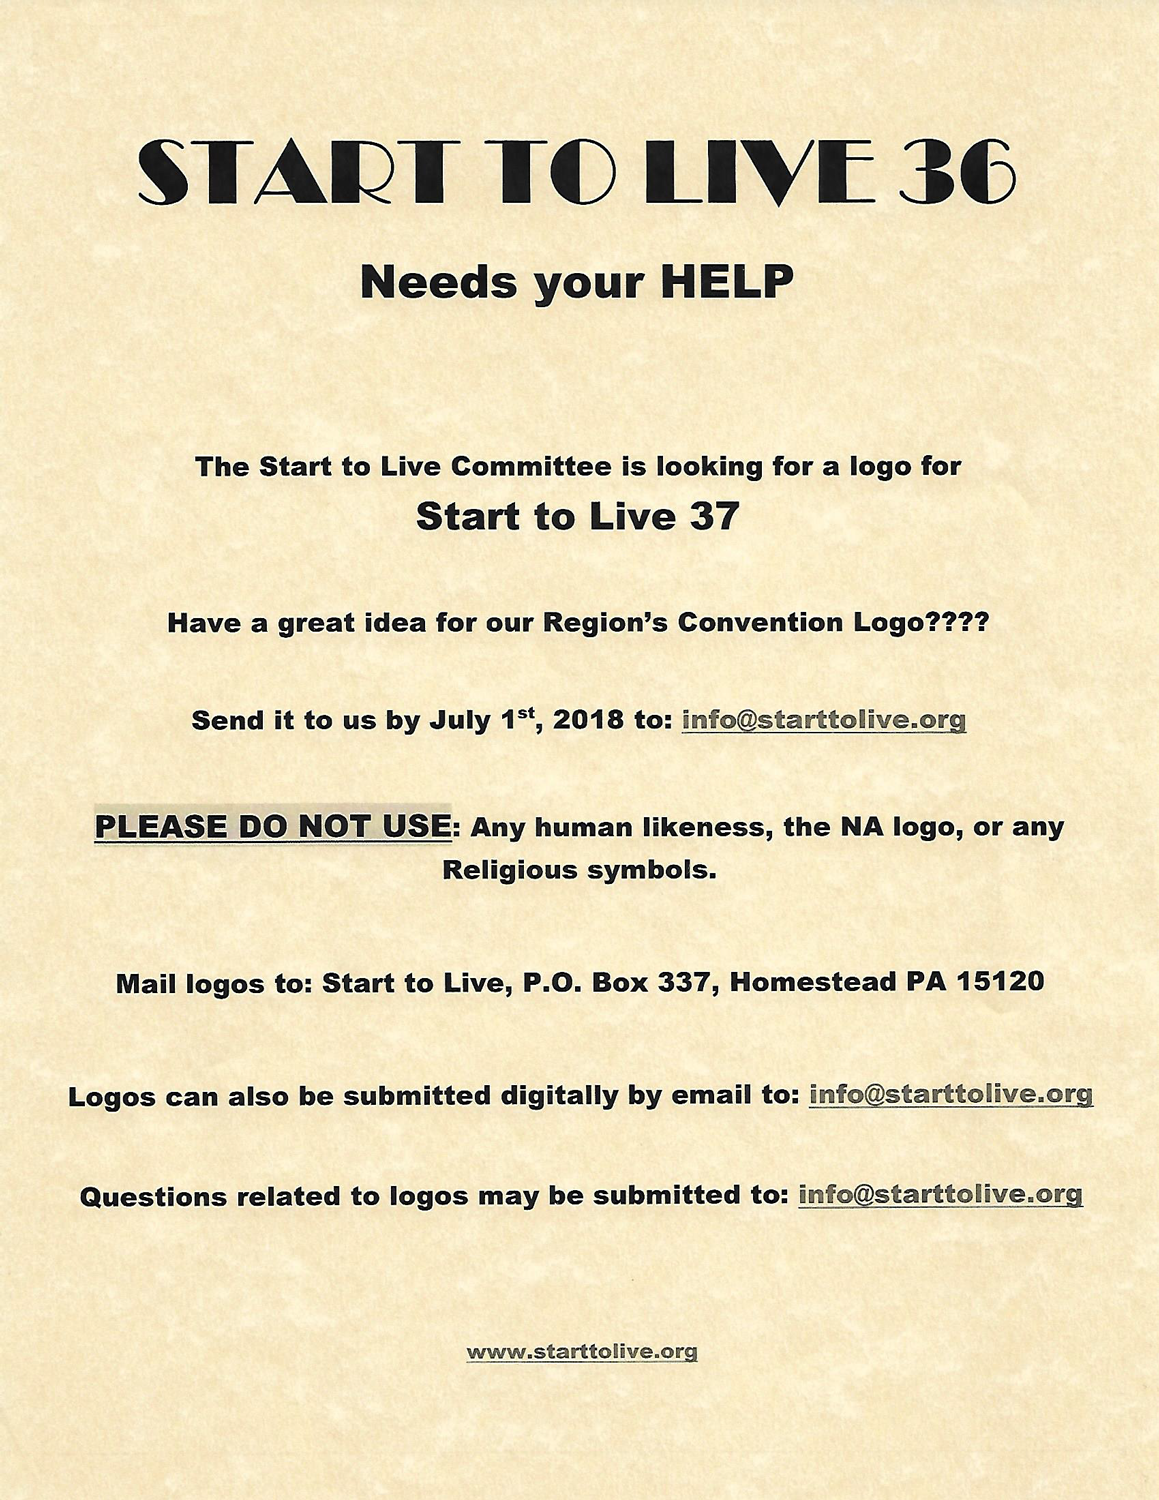 START TO LIVE 36
Needs your HELP
The Start to Live Committee is looking for a logo for
Start to Live 37
Have a great idea for our Region’s Convention Logo????
Send it to us by July 1st, 2018 to: info@starttolive.org
PLEASE DO NOT USE: Any human likeness, the NA logo, or any
Religious symbols.
Mail logos to: Start to Live, P.O. Box 337, Homestead PA 15120
Logos can also be submitted digitally by email to: info@starttolive.org
Questions related to logos may be submitted to: info@starttolive.org
www.starttolive.org